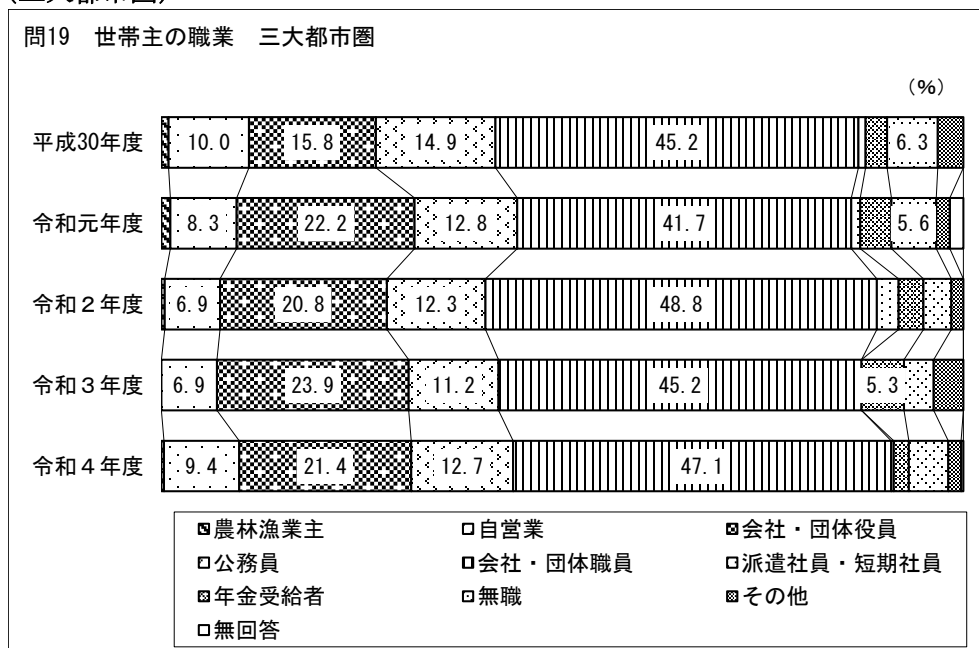 問19　世帯主の職業　三大都市圏
(%)
平成30年度 10.0 15.8 14.9 45.2 6.3
令和元年度 8.3 22.2 12.8 41.7 5.6
令和２年度 6.9 20.8 12.3 48.8
令和３年度 6.9 23.9 11.2 45.2 5.3
令和４年度 9.4 21.4 12.7 47.1
農林漁業主 自営業 会社・団体役員
公務員 会社・団体職員 派遣社員・短期社員
年金受給者 無職 その他
無回答